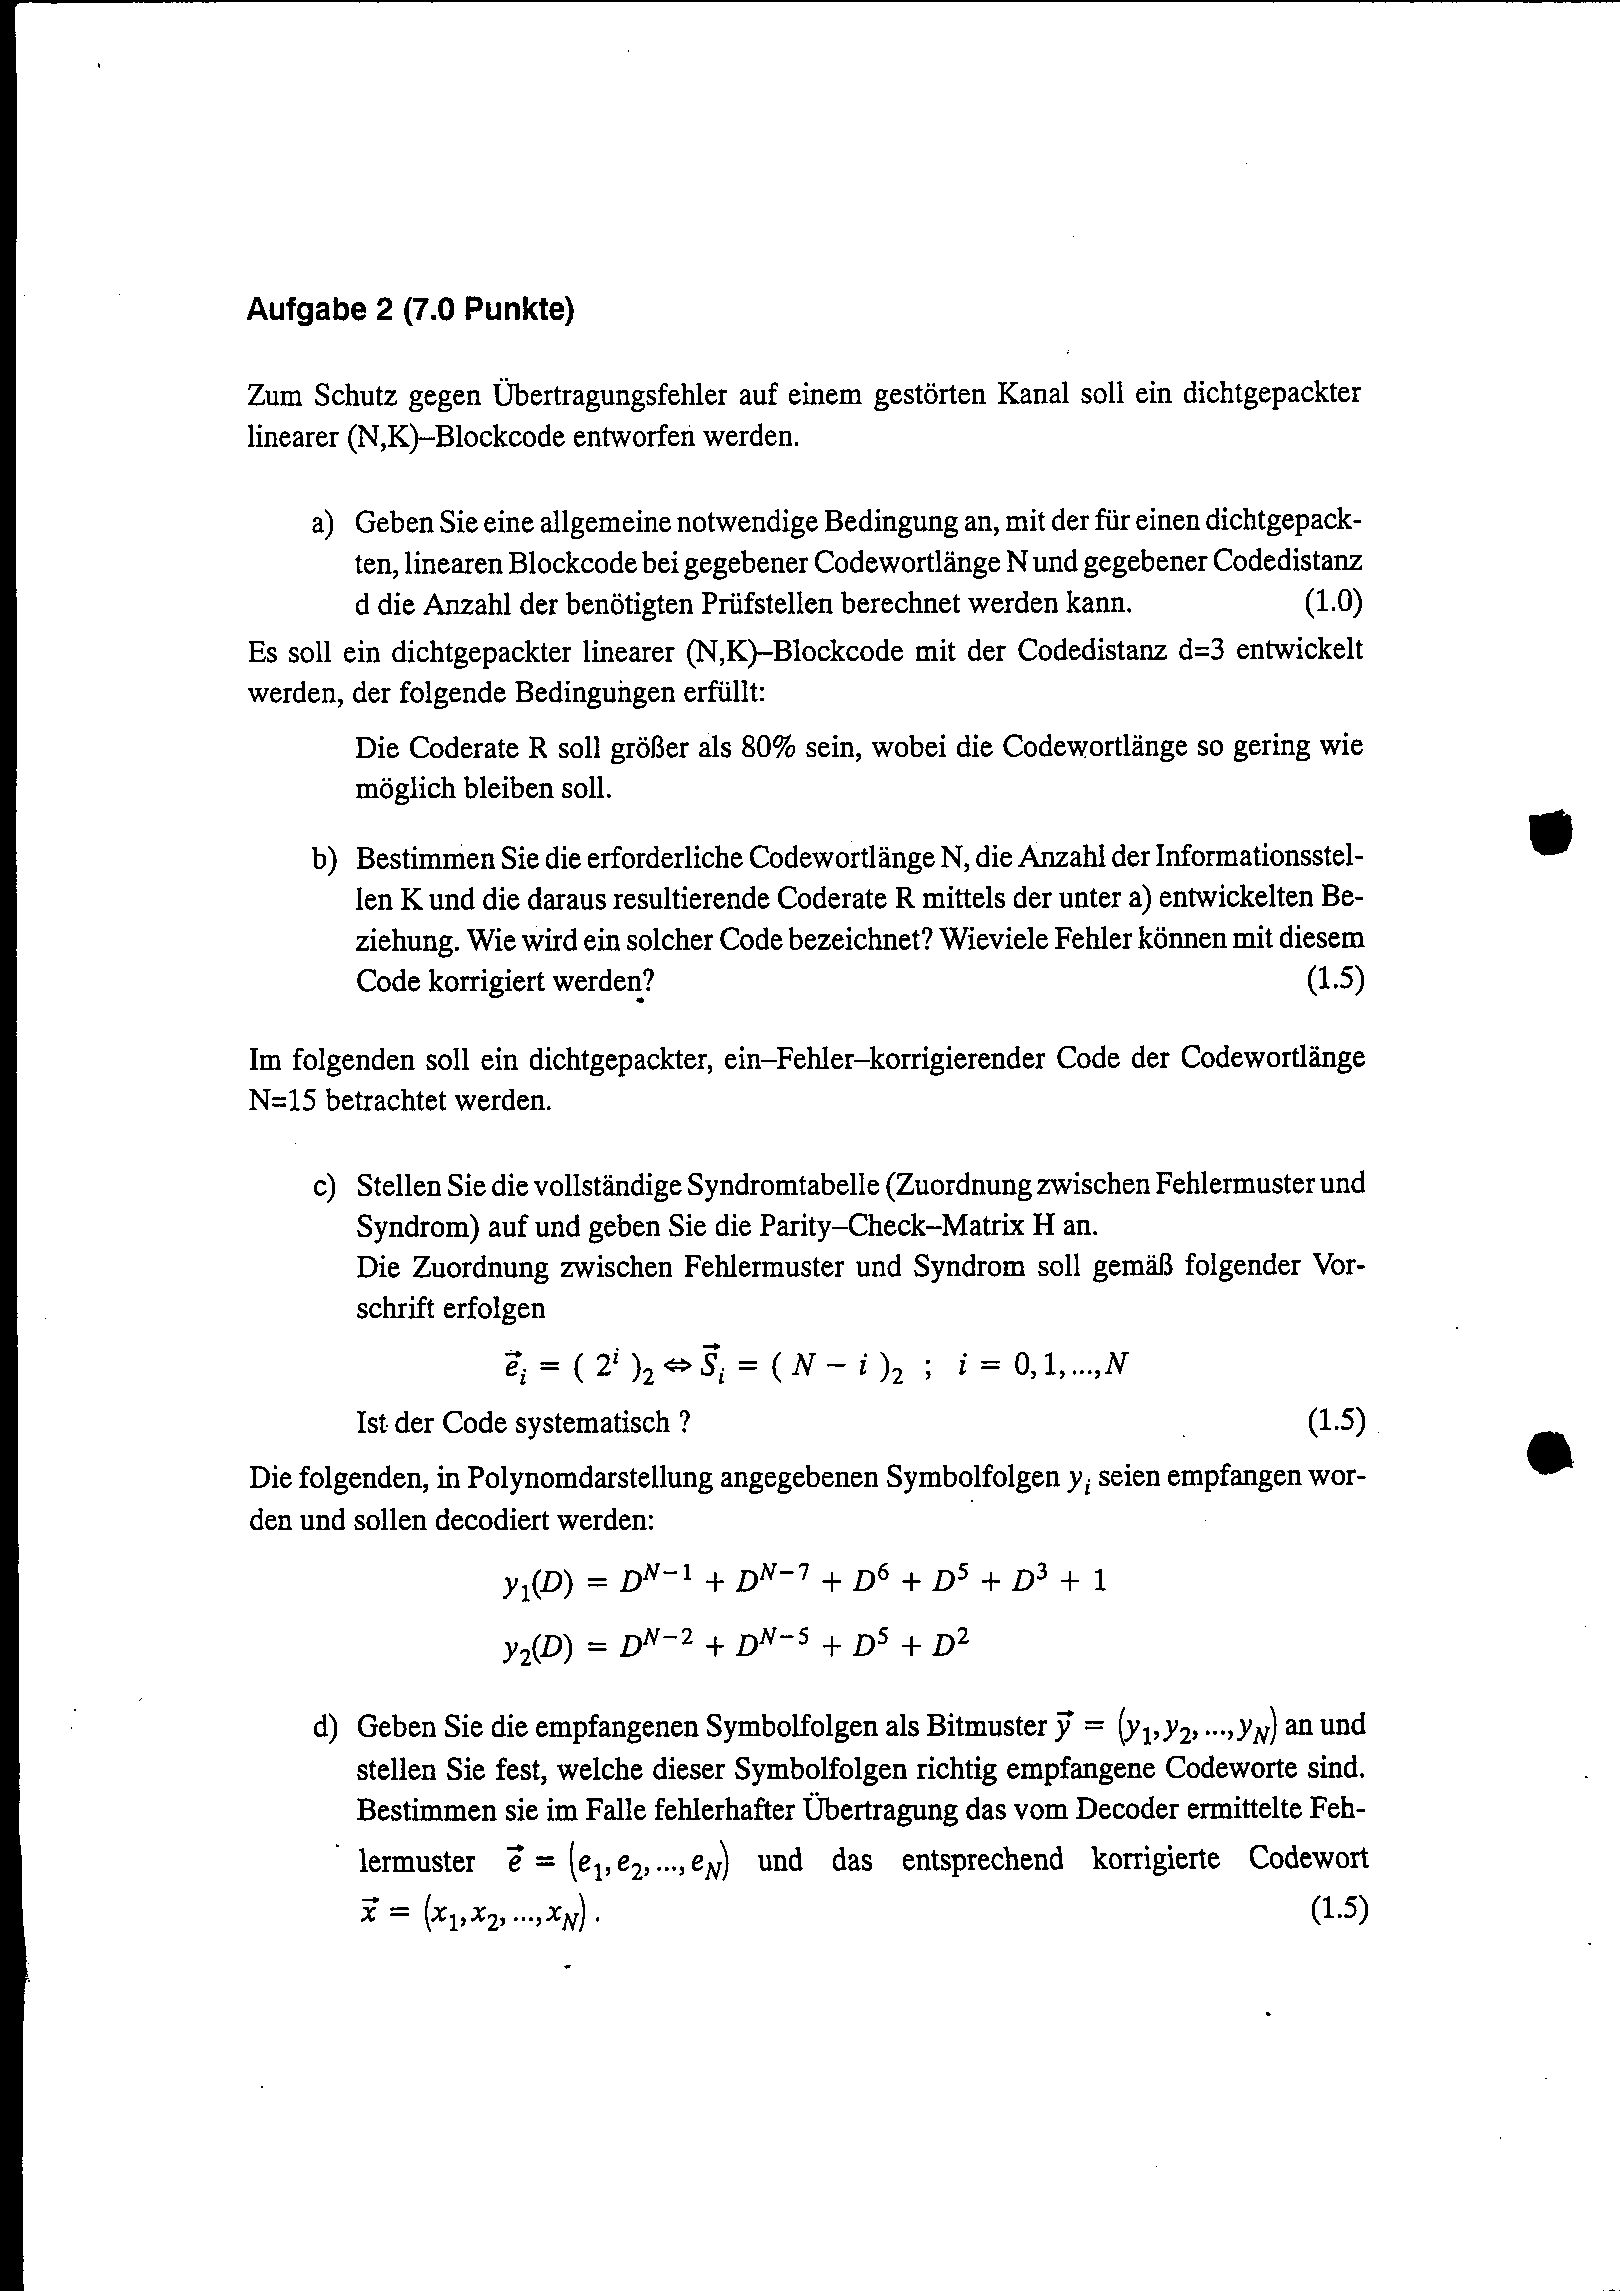 Aufgabe 2 (7.0 Punkte)
Zum Schutz gegen Übertragungsfehler auf einem gestörten Kanal soll ein dichtgepackter
linearer (N,K)–Blockcode entworfen werden.
a) Geben Sie eine allgemeine notwendige Bedingung an, mit der für einen dichtgepack-
ten, linearen Blockcode bei gegebener Codewortlänge N und gegebener Codedistanz
d die Anzahl der benötigten Prüfstellen berechnet werden kann. (1.0)
Es soll ein dichtgepackter linearer (N,K)–Blockcode mit der Codedistanz d=3 entwickelt
werden, der folgende Bedingungen erfüllt:
Die Coderate R soll größer als 80% sein, wobei die Codewortlänge so gering wie
möglich bleiben soll.
b) Bestimmen Sie die erforderliche Codewortlänge N, die Anzahl der Informationsstel-
len K und die daraus resultierende Coderate R mittels der unter a) entwickelten Be-
ziehung. Wie wird ein solcher Code bezeichnet? Wieviele Fehler können mit diesem
Code korrigiert werden? (1.5)
Im folgenden soll ein dichtgepackter, ein–Fehler–korrigierender Code der Codewortlänge
N=15 betrachtet werden.
c) Stellen Sie die vollständige Syndromtabelle (Zuordnung zwischen Fehlermuster und
Syndrom) auf und geben Sie die Parity–Check–Matrix H an.
Die Zuordnung zwischen Fehlermuster und Syndrom soll gemäß folgender Vor-
schrift erfolgen
$\vec{e}_i = ( 2^i )_2 \Leftrightarrow \vec{S}_i = ( N - i )_2 \; ; \; i = 0,1,...,N$
Ist der Code systematisch ? (1.5)
Die folgenden, in Polynomdarstellung angegebenen Symbolfolgen $y_i$ seien empfangen wor-
den und sollen decodiert werden:
$y_1(D) = D^{N-1} + D^{N-7} + D^6 + D^5 + D^3 + 1$
$y_2(D) = D^{N-2} + D^{N-5} + D^5 + D^2$
d) Geben Sie die empfangenen Symbolfolgen als Bitmuster $\vec{y} = (y_1, y_2, ..., y_N)$ an und
stellen Sie fest, welche dieser Symbolfolgen richtig empfangene Codeworte sind.
Bestimmen sie im Falle fehlerhafter Übertragung das vom Decoder ermittelte Feh-
lermuster $\vec{e} = (e_1, e_2, ..., e_N)$ und das entsprechend korrigierte Codewort
$\vec{x} = (x_1, x_2, ..., x_N)$ . (1.5)